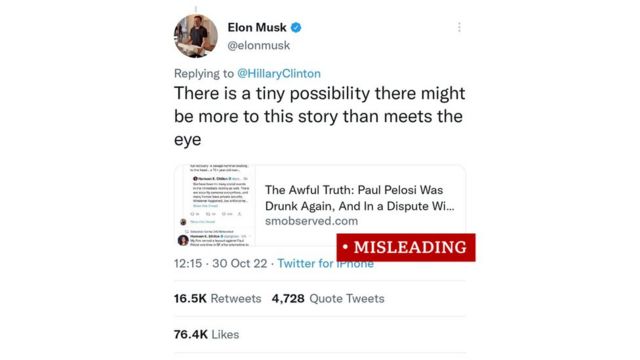 Elon Musk
@elonmusk
Replying to @HillaryClinton
There is a tiny possibility there might
be more to this story than meets the
eye
The Awful Truth: Paul Pelosi Was
Drunk Again, And In a Dispute Wi...
smobserved.com
• MISLEADING
12:15 · 30 Oct 22 · Twitter for iPhone
16.5K Retweets 4,728 Quote Tweets
76.4K Likes